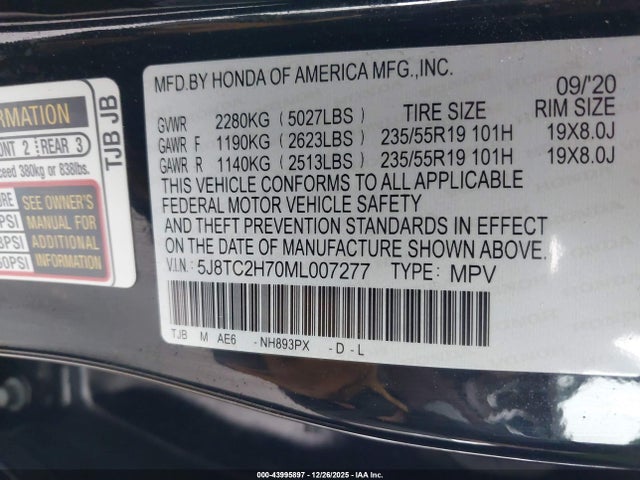 MFD.BY HONDA OF AMERICA MFG.,INC.
09/'20
GVWR 2280KG (5027LBS) TIRE SIZE RIM SIZE
GAWR F 1190KG (2623LBS) 235/55R19 101H 19X8.0J
GAWR R 1140KG (2513LBS) 235/55R19 101H 19X8.0J
THIS VEHICLE CONFORMS TO ALL APPLICABLE
FEDERAL MOTOR VEHICLE SAFETY
AND THEFT PREVENTION STANDARDS IN EFFECT
ON THE DATE OF MANUFACTURE SHOWN ABOVE.
V.I.N.: 5J8TC2H70ML007277 TYPE: MPV
TJB M AE6 -NH893PX -D-L
REAR 3
ceed 380kg or 838lbs.
SEE OWNER'S
MANUAL FOR
ADDITIONAL
INFORMATION
TJB JB
000-43995897 - 12/26/2025 - IAA Inc.